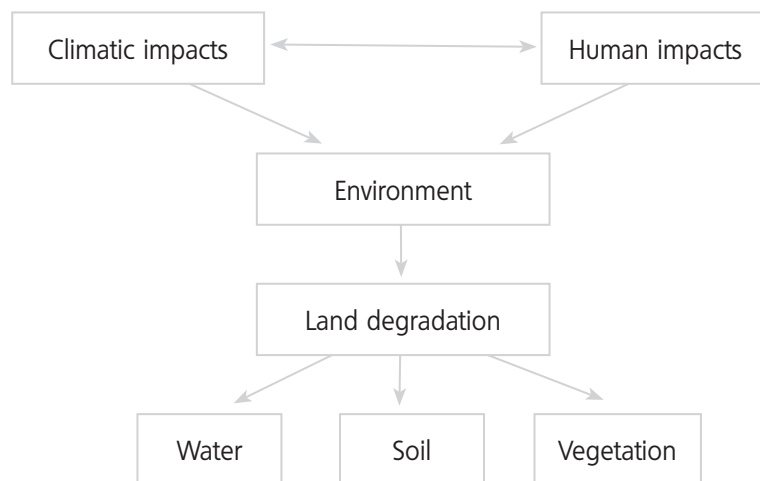 Climatic impacts
Human impacts
Environment
Land degradation
Water
Soil
Vegetation